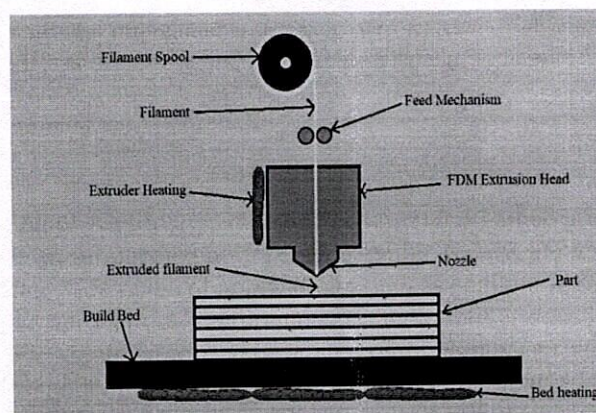 Filament Spool
Filament
Feed Mechanism
Extruder Heating
FDM Extrusion Head
Extruded filament
Nozzle
Part
Build Bed
Bed heating